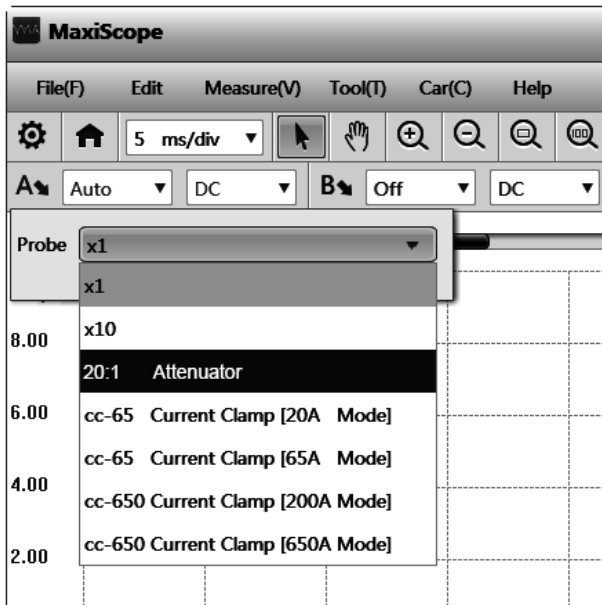 MaxiScope
File(F) Edit Measure(V) Tool(T) Car(C) Help
5 ms/div
A Auto DC B Off DC
Probe x1
x1
x10
20:1 Attenuator
cc-65 Current Clamp [20A Mode]
cc-65 Current Clamp [65A Mode]
cc-650 Current Clamp [200A Mode]
cc-650 Current Clamp [650A Mode]
8.00
6.00
4.00
2.00